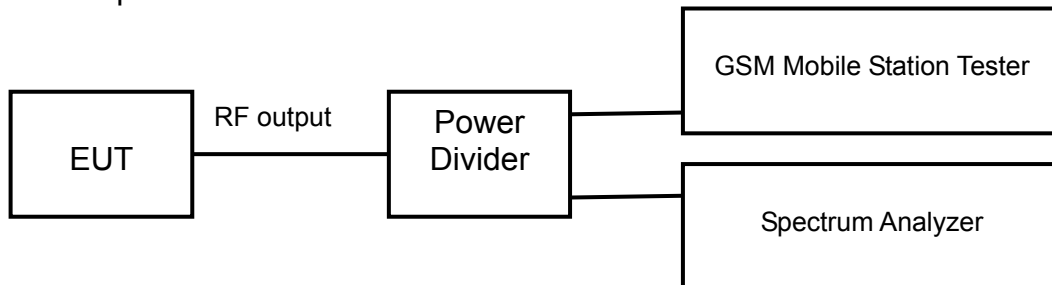 EUT
RF output
Power
Divider
GSM Mobile Station Tester
Spectrum Analyzer